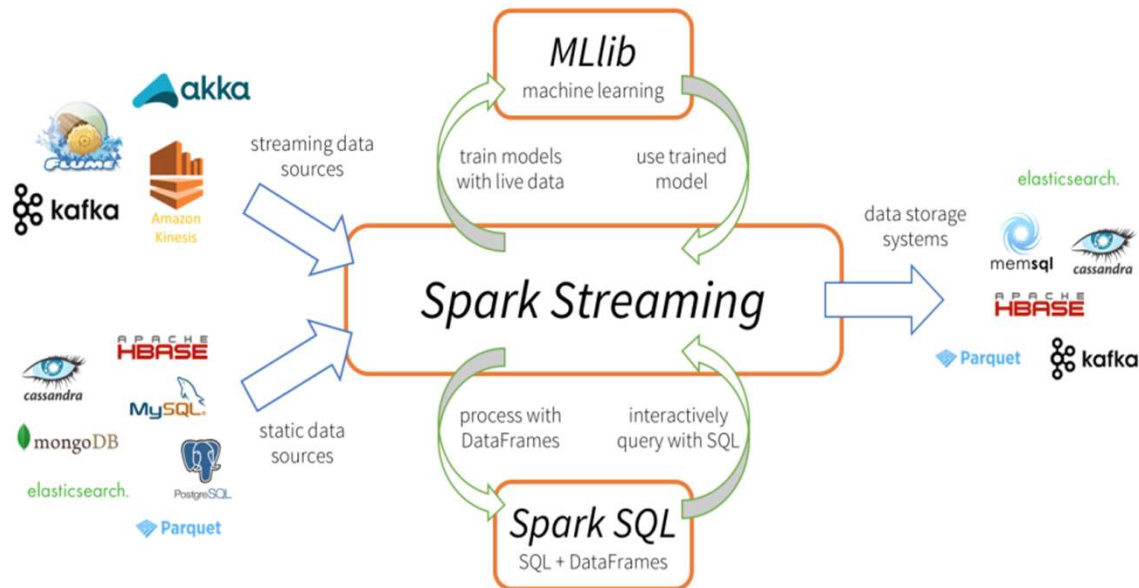 MLlib
machine learning
akka
FLUME
kafka
Amazon
Kinesis
streaming data
sources
train models
with live data
use trained
model
Spark Streaming
data storage
systems
elasticsearch.
memsql
cassandra
APACHE
HBASE
Parquet
kafka
APACHE
HBASE
cassandra
MySQL®
mongoDB
PostgreSQL
elasticsearch.
Parquet
static data
sources
process with
DataFrames
interactively
query with SQL
Spark SQL
SQL + DataFrames